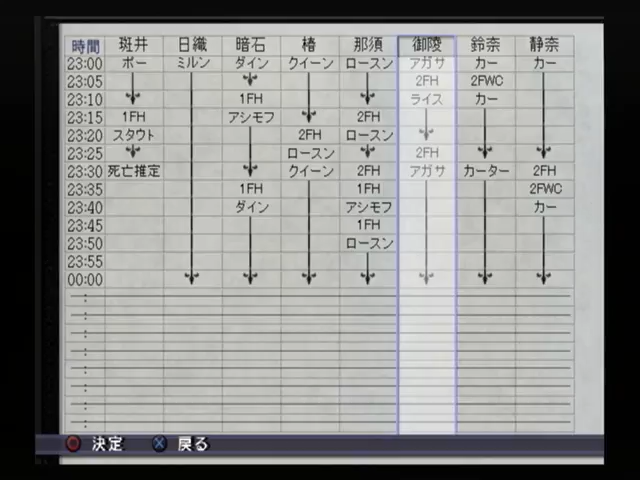 時間 斑井 日織 暗石 椿 那須 御陵 鈴奈 静奈
23:00 ポー ミルン ダイン クイーン ロースン アガサ カー カー
23:05 2FH 2FWC
23:10 1FH ライス カー
23:15 1FH アシモフ 2FH
23:20 スタウト 2FH ロースン
23:25 ロースン 2FH
23:30 死亡推定 クイーン 2FH アガサ カーター 2FH
23:35 1FH 1FH 2FWC
23:40 ダイン アシモフ カー
23:45 1FH
23:50 ロースン
23:55
00:00
:
:
:
:
:
:
:
:
決定 戻る